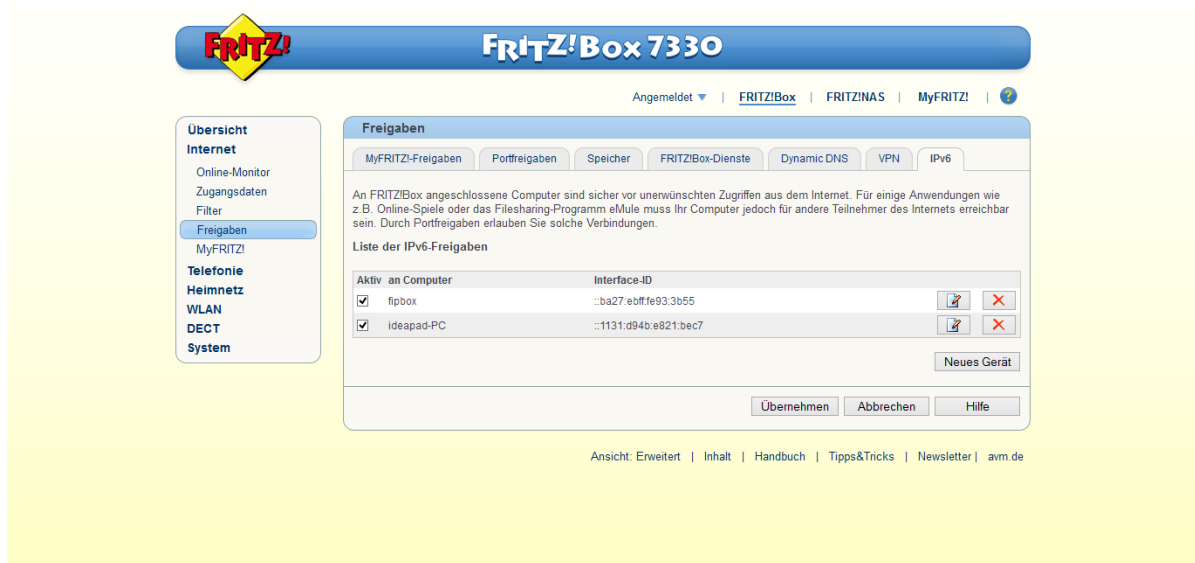 FRITZ!
FRITZ!Box 7330
Angemeldet | FRITZ!Box | FRITZ!NAS | MyFRITZ! | ?
Übersicht
Internet
Online-Monitor
Zugangsdaten
Filter
Freigaben
MyFRITZ!
Telefonie
Heimnetz
WLAN
DECT
System
Freigaben
MyFRITZ!-Freigaben Portfreigaben Speicher FRITZ!Box-Dienste Dynamic DNS VPN IPv6
An FRITZ!Box angeschlossene Computer sind sicher vor unerwünschten Zugriffen aus dem Internet. Für einige Anwendungen wie
z.B. Online-Spiele oder das Filesharing-Programm eMule muss Ihr Computer jedoch für andere Teilnehmer des Internets erreichbar
sein. Durch Portfreigaben erlauben Sie solche Verbindungen.
Liste der IPv6-Freigaben
Aktiv an Computer Interface-ID
fipbox ::ba27:ebff:fe93:3b55
ideapad-PC ::1131:d94b:e821:bec7
Neues Gerät
Übernehmen Abbrechen Hilfe
Ansicht: Erweitert | Inhalt | Handbuch | Tipps&Tricks | Newsletter | avm.de